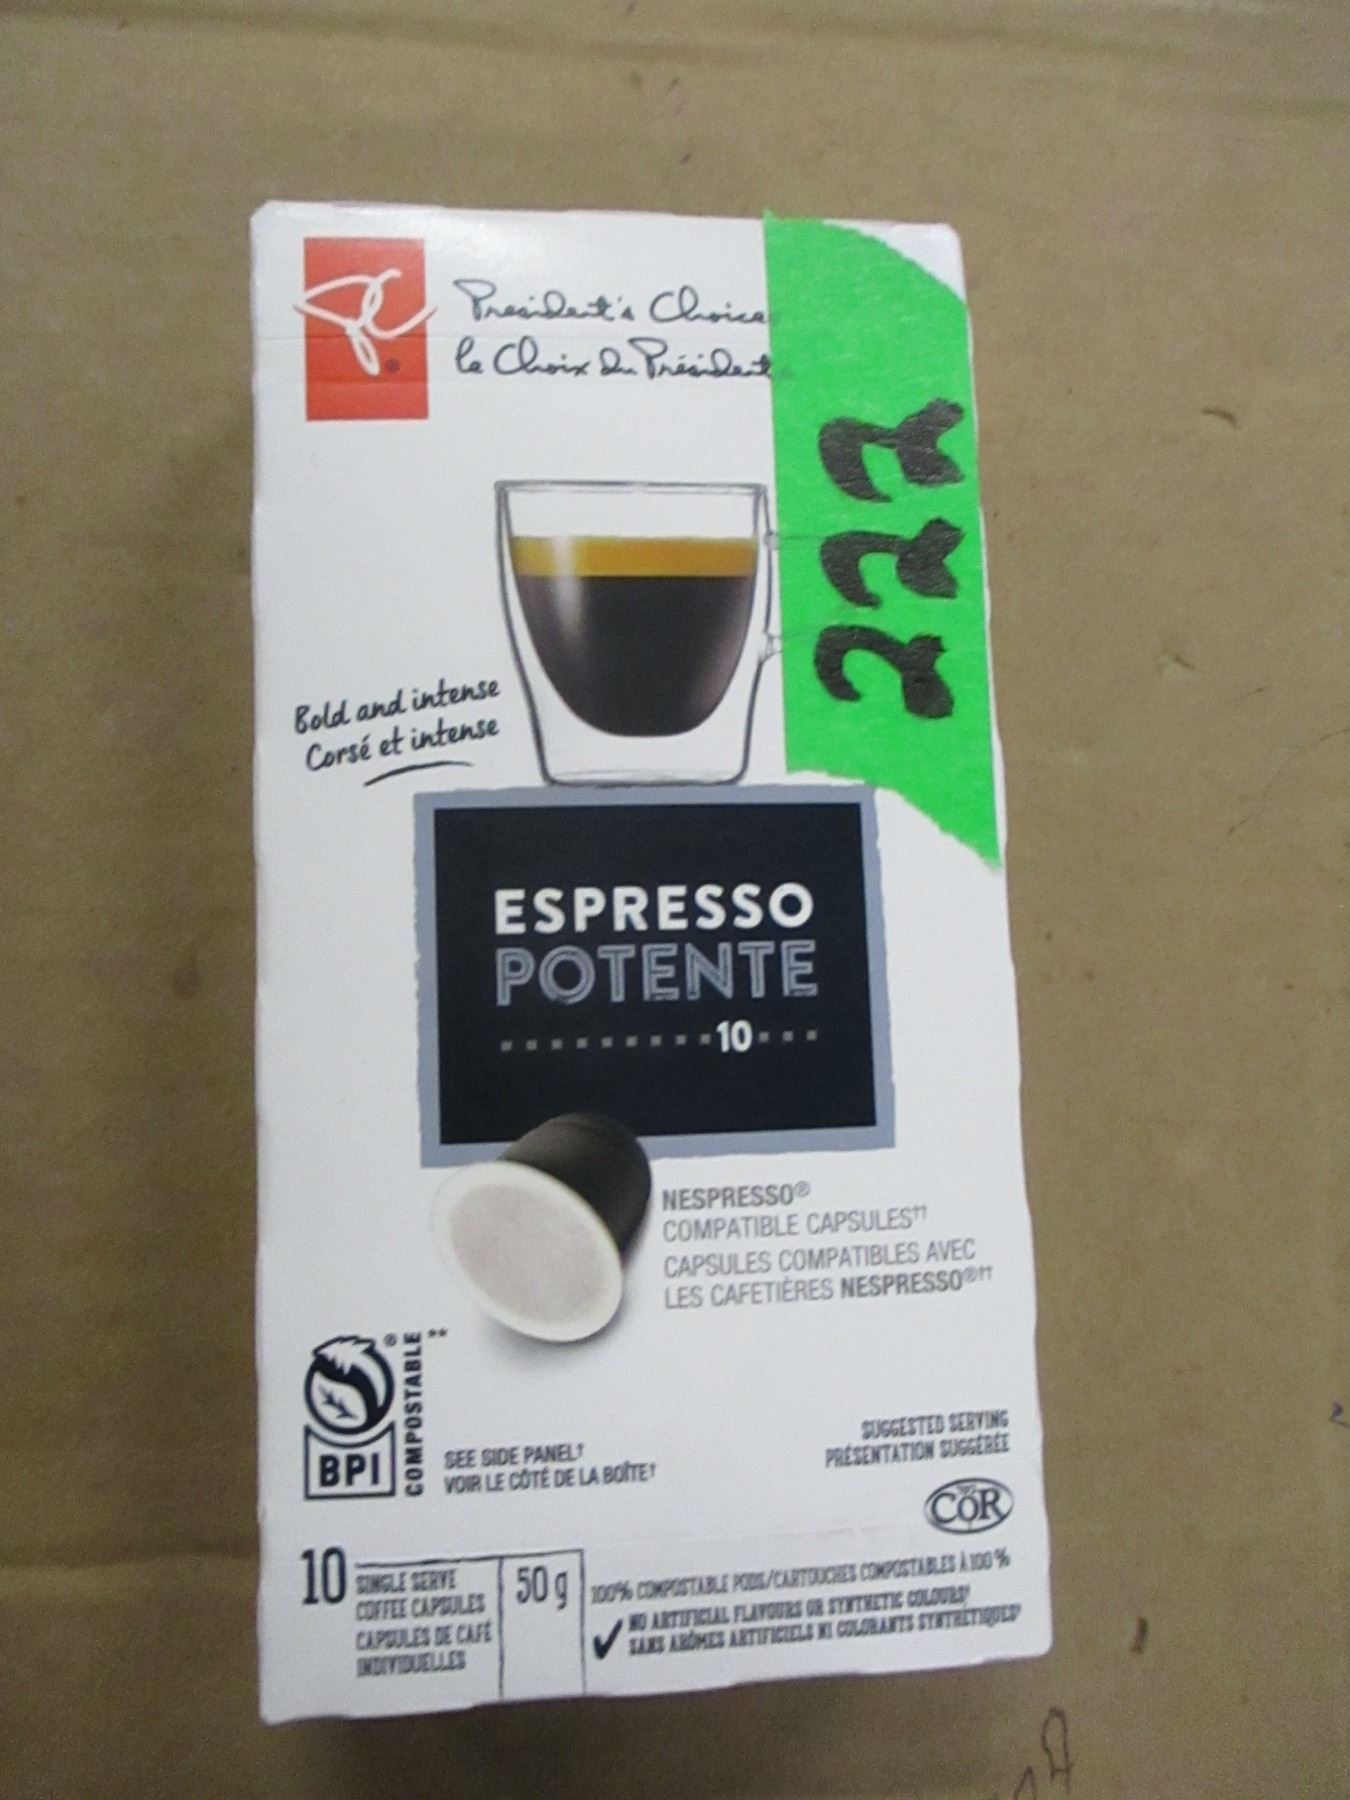 President's Choice
le Choix du Président
222
Bold and intense
Corsé et intense
ESPRESSO
POTENTE
10
NESPRESSO®
COMPATIBLE CAPSULES††
CAPSULES COMPATIBLES AVEC
LES CAFETIÈRES NESPRESSO®††
BPI
COMPOSTABLE
®
**
SEE SIDE PANEL†
VOIR LE CÔTÉ DE LA BOÎTE†
SUGGESTED SERVING
PRÉSENTATION SUGGÉRÉE
COR
10 SINGLE SERVE
COFFEE CAPSULES
CAPSULES DE CAFÉ
INDIVIDUELLES
50 g
100% COMPOSTABLE PODS/CARTOUCHES COMPOSTABLES À 100 %
✓ NO ARTIFICIAL FLAVOURS OR SYNTHETIC COLOURS!
SANS ARÔMES ARTIFICIELS NI COLORANTS SYNTHÉTIQUES!